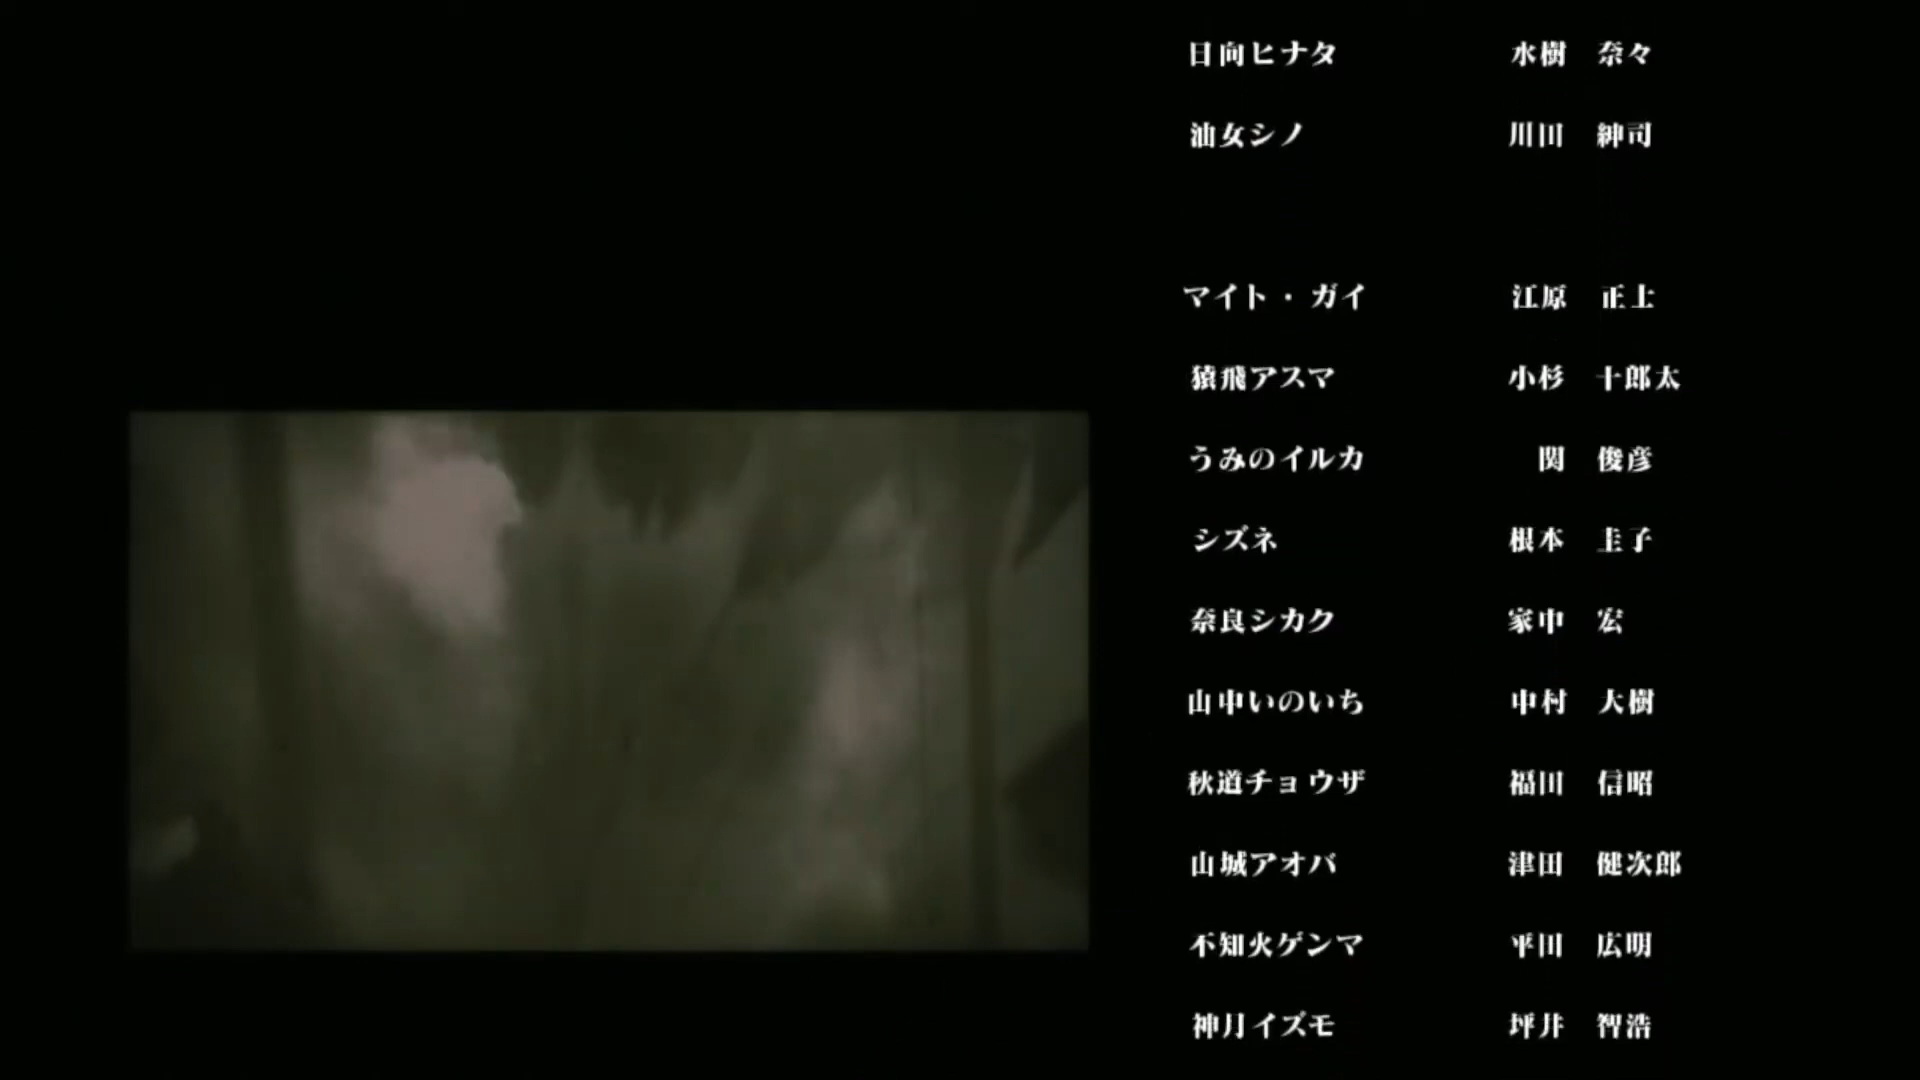 日向ヒナタ 水樹 奈々
油女シノ 川田 紳司
マイト・ガイ 江原 正士
猿飛アスマ 小杉 十郎太
うみのイルカ 関 俊彦
シズネ 根本 圭子
奈良シカク 家中 宏
山中いのいち 中村 大樹
秋道チョウザ 福田 信昭
山城アオバ 津田 健次郎
不知火ゲンマ 平田 広明
神月イズモ 坪井 智浩